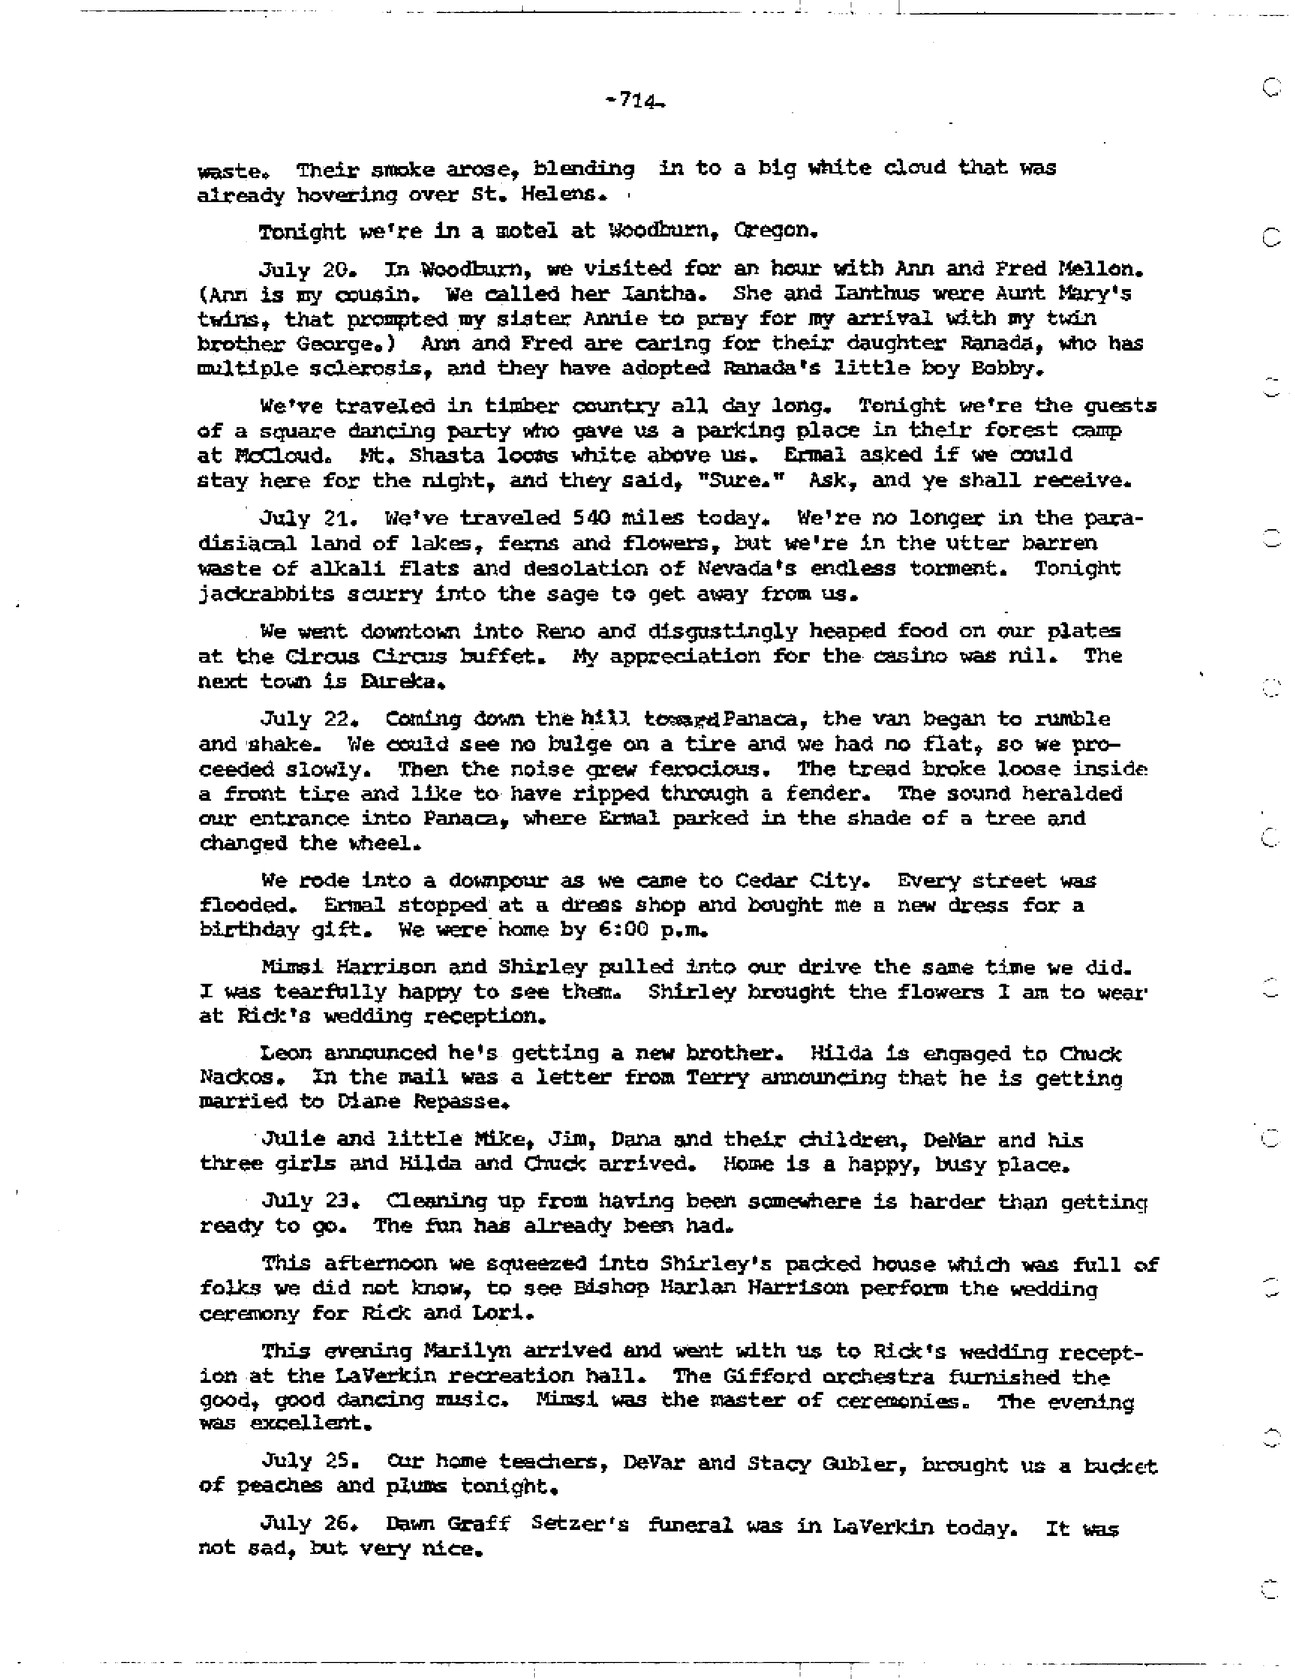 -714-
waste. Their smoke arose, blending in to a big white cloud that was
already hovering over St. Helens.
Tonight we're in a motel at Woodburn, Oregon.
July 20. In Woodburn, we visited for an hour with Ann and Fred Mellon.
(Ann is my cousin. We called her Iantha. She and Ianthus were Aunt Mary's
twins, that prompted my sister Annie to pray for my arrival with my twin
brother George.) Ann and Fred are caring for their daughter Ranada, who has
multiple sclerosis, and they have adopted Ranada's little boy Bobby.
We've traveled in timber country all day long. Tonight we're the guests
of a square dancing party who gave us a parking place in their forest camp
at McCloud. Mt. Shasta looms white above us. Ermal asked if we could
stay here for the night, and they said, "Sure." Ask, and ye shall receive.
July 21. We've traveled 540 miles today. We're no longer in the para-
disiacal land of lakes, ferns and flowers, but we're in the utter barren
waste of alkali flats and desolation of Nevada's endless torment. Tonight
jackrabbits scurry into the sage to get away from us.
We went downtown into Reno and disgustingly heaped food on our plates
at the Circus Circus buffet. My appreciation for the casino was nil. The
next town is Eureka.
July 22. Coming down the hill toward Panaca, the van began to rumble
and shake. We could see no bulge on a tire and we had no flat, so we pro-
ceeded slowly. Then the noise grew ferocious. The tread broke loose inside
a front tire and like to have ripped through a fender. The sound heralded
our entrance into Panaca, where Ermal parked in the shade of a tree and
changed the wheel.
We rode into a downpour as we came to Cedar City. Every street was
flooded. Ermal stopped at a dress shop and bought me a new dress for a
birthday gift. We were home by 6:00 p.m.
Mimsi Harrison and Shirley pulled into our drive the same time we did.
I was tearfully happy to see them. Shirley brought the flowers I am to wear
at Rick's wedding reception.
Leon announced he's getting a new brother. Hilda is engaged to Chuck
Nackos. In the mail was a letter from Terry announcing that he is getting
married to Diane Repasse.
Julie and little Mike, Jim, Dana and their children, DeMar and his
three girls and Hilda and Chuck arrived. Home is a happy, busy place.
July 23. Cleaning up from having been somewhere is harder than getting
ready to go. The fun has already been had.
This afternoon we squeezed into Shirley's packed house which was full of
folks we did not know, to see Bishop Harlan Harrison perform the wedding
ceremony for Rick and Lori.
This evening Marilyn arrived and went with us to Rick's wedding recept-
ion at the LaVerkin recreation hall. The Gifford orchestra furnished the
good, good dancing music. Mimsi was the master of ceremonies. The evening
was excellent.
July 25. Our home teachers, DeVar and Stacy Gubler, brought us a bucket
of peaches and plums tonight.
July 26. Dawn Graff Setzer's funeral was in LaVerkin today. It was
not sad, but very nice.